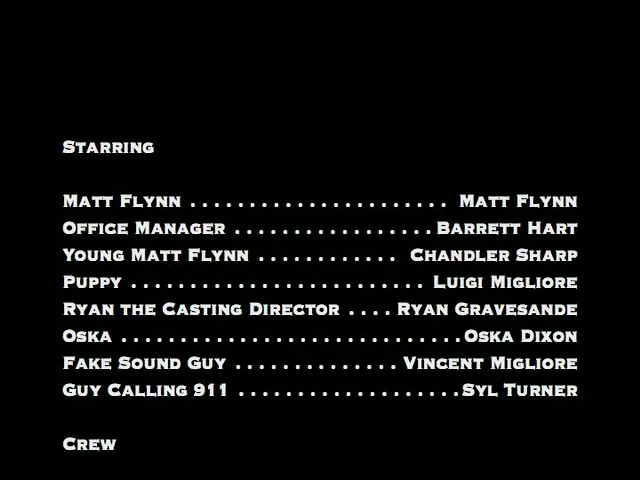 Starring
Matt Flynn . . . . . . . . . . . . . . . . . . . . . . Matt Flynn
Office Manager . . . . . . . . . . . . . . . . . Barrett Hart
Young Matt Flynn . . . . . . . . . . . . Chandler Sharp
Puppy . . . . . . . . . . . . . . . . . . . . . . . . . Luigi Migliore
Ryan the Casting Director . . . . Ryan Gravesande
Oska . . . . . . . . . . . . . . . . . . . . . . . . . . . . . Oska Dixon
Fake Sound Guy . . . . . . . . . . . . . . Vincent Migliore
Guy Calling 911 . . . . . . . . . . . . . . . . . . . Syl Turner
Crew